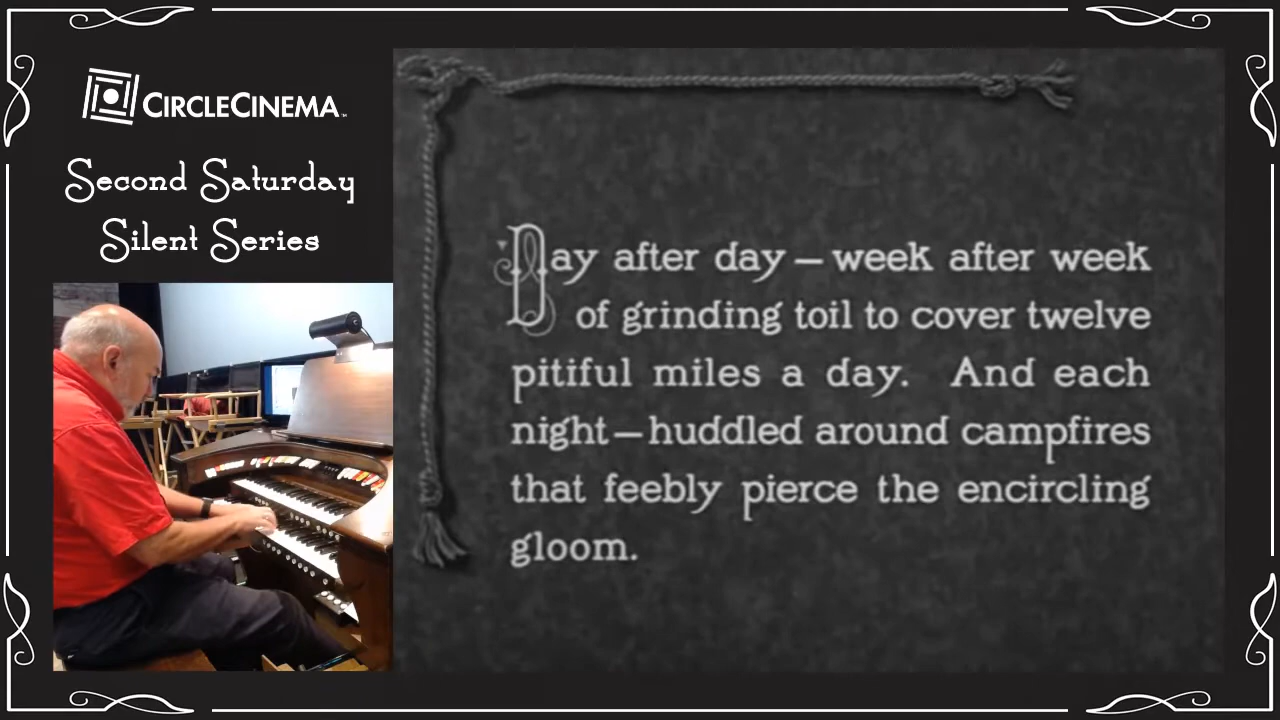 CIRCLECINEMA
Second Saturday
Silent Series
Day after day — week after week
of grinding toil to cover twelve
pitiful miles a day. And each
night — huddled around campfires
that feebly pierce the encircling
gloom.